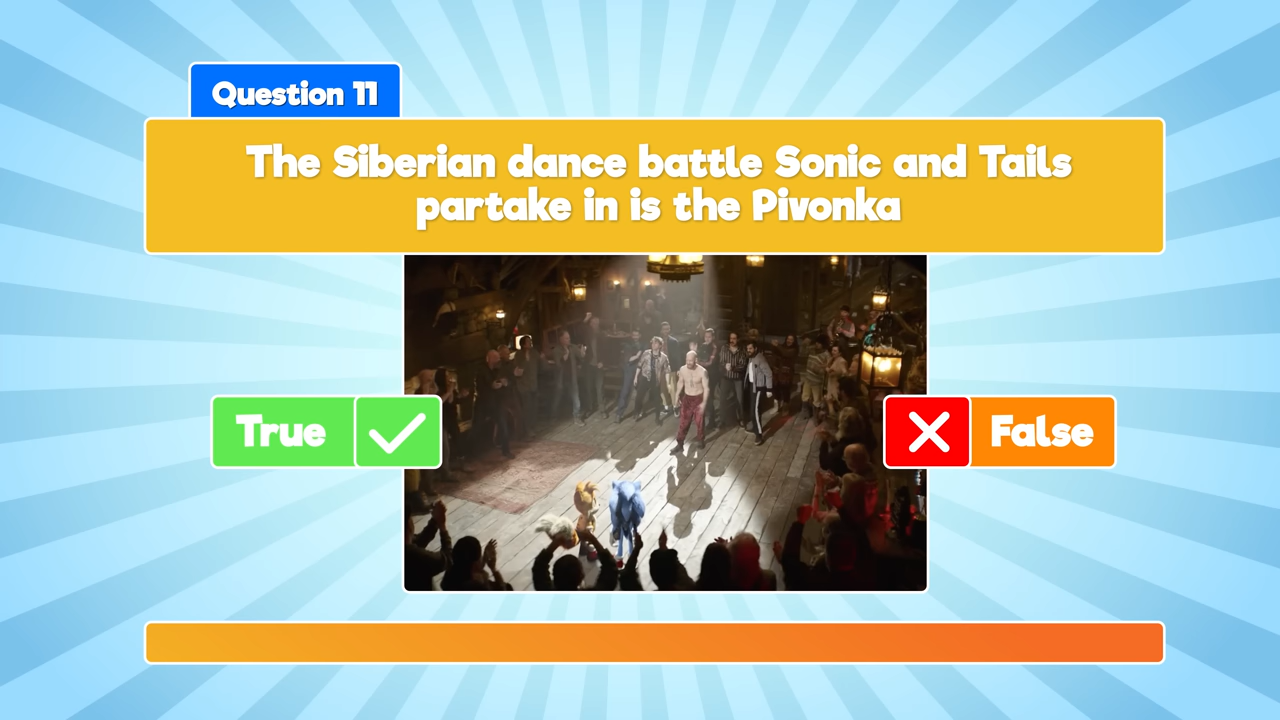 Question 11
The Siberian dance battle Sonic and Tails
partake in is the Pivonka
True
False